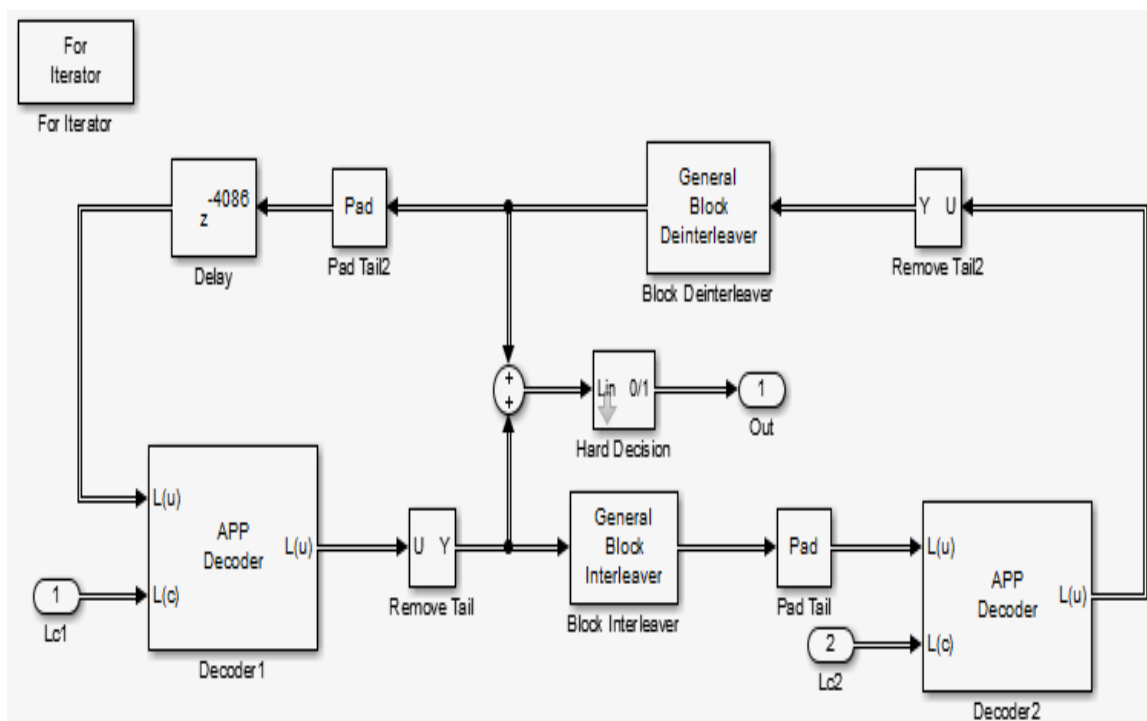 For
Iterator
For Iterator
-4086
z
Delay
Pad
Pad Tail2
General
Block
Deinterleaver
Block Deinterleaver
Y U
Remove Tail2
+
+
Lin 0/1
Hard Decision
1
Out
L(u)
APP
Decoder
L(u)
L(c)
Decoder1
1
Lc1
U Y
Remove Tail
General
Block
Interleaver
Block Interleaver
Pad
Pad Tail
L(u)
APP
Decoder
L(u)
L(c)
Decoder2
2
Lc2